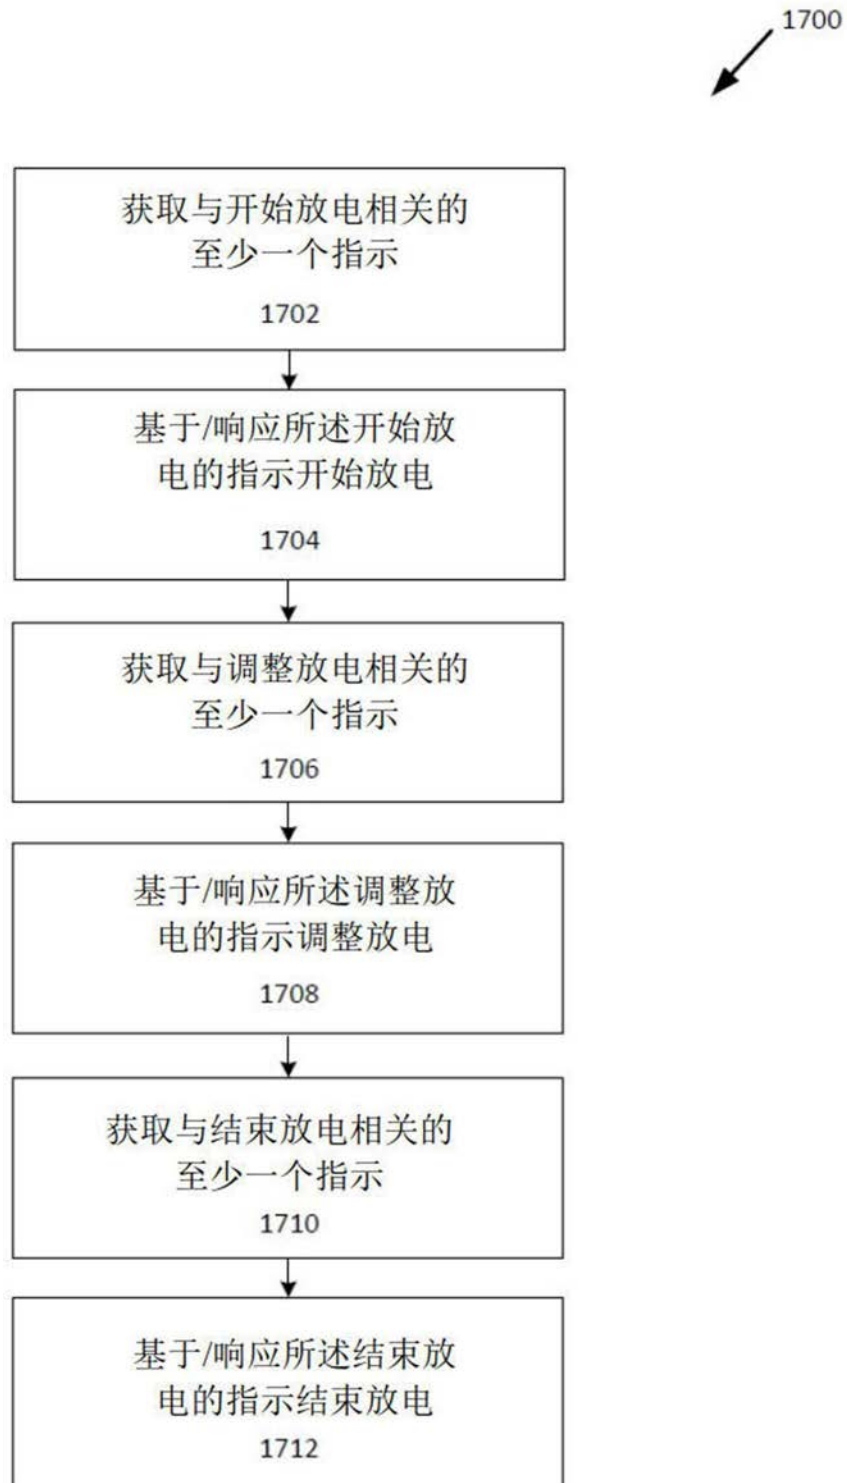 1700
获取与开始放电相关的
至少一个指示
1702
基于/响应所述开始放
电的指示开始放电
1704
获取与调整放电相关的
至少一个指示
1706
基于/响应所述调整放
电的指示调整放电
1708
获取与结束放电相关的
至少一个指示
1710
基于/响应所述结束放
电的指示结束放电
1712